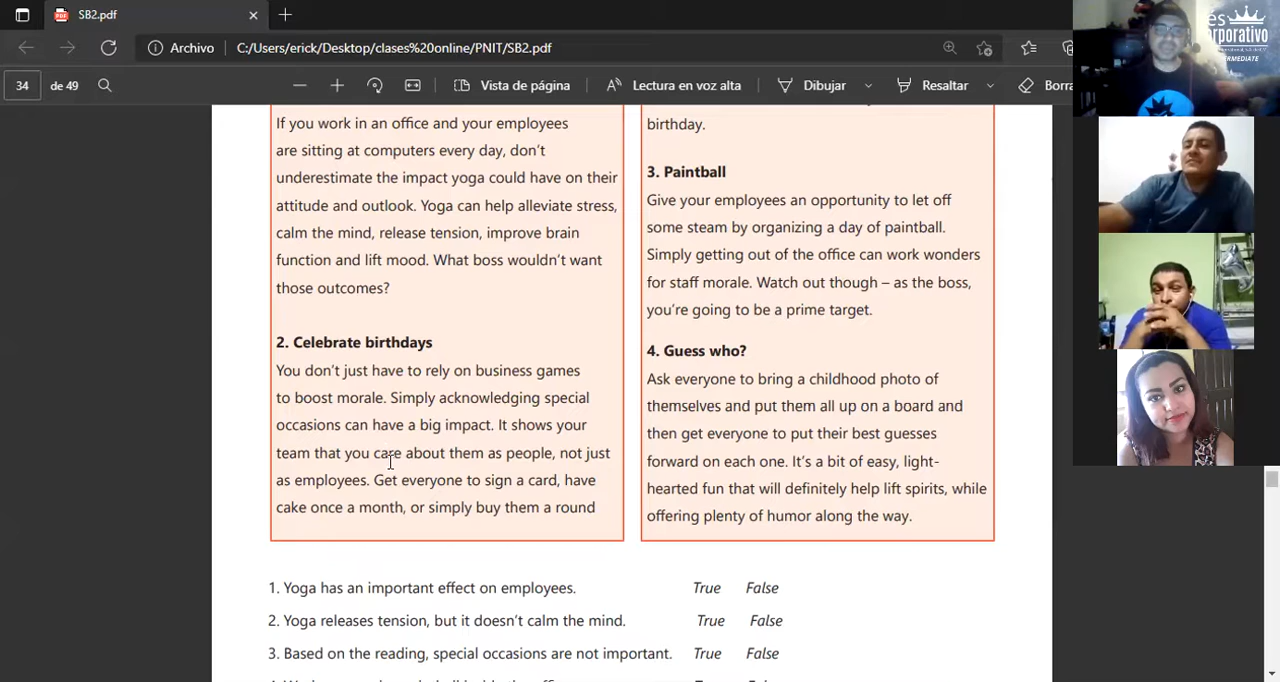 SB2.pdf
Archivo
C:/Users/erick/Desktop/clases%20online/PNIT/SB2.pdf
34
de 49
Vista de página
Lectura en voz alta
Dibujar
Resaltar
Borra
és
corporativo
If you work in an office and your employees
are sitting at computers every day, don't
underestimate the impact yoga could have on their
attitude and outlook. Yoga can help alleviate stress,
calm the mind, release tension, improve brain
function and lift mood. What boss wouldn't want
those outcomes?
2. Celebrate birthdays
You don't just have to rely on business games
to boost morale. Simply acknowledging special
occasions can have a big impact. It shows your
team that you care about them as people, not just
as employees. Get everyone to sign a card, have
cake once a month, or simply buy them a round
birthday.
3. Paintball
Give your employees an opportunity to let off
some steam by organizing a day of paintball.
Simply getting out of the office can work wonders
for staff morale. Watch out though – as the boss,
you're going to be a prime target.
4. Guess who?
Ask everyone to bring a childhood photo of
themselves and put them all up on a board and
then get everyone to put their best guesses
forward on each one. It's a bit of easy, light-
hearted fun that will definitely help lift spirits, while
offering plenty of humor along the way.
1. Yoga has an important effect on employees. True False
2. Yoga releases tension, but it doesn't calm the mind. True False
3. Based on the reading, special occasions are not important. True False